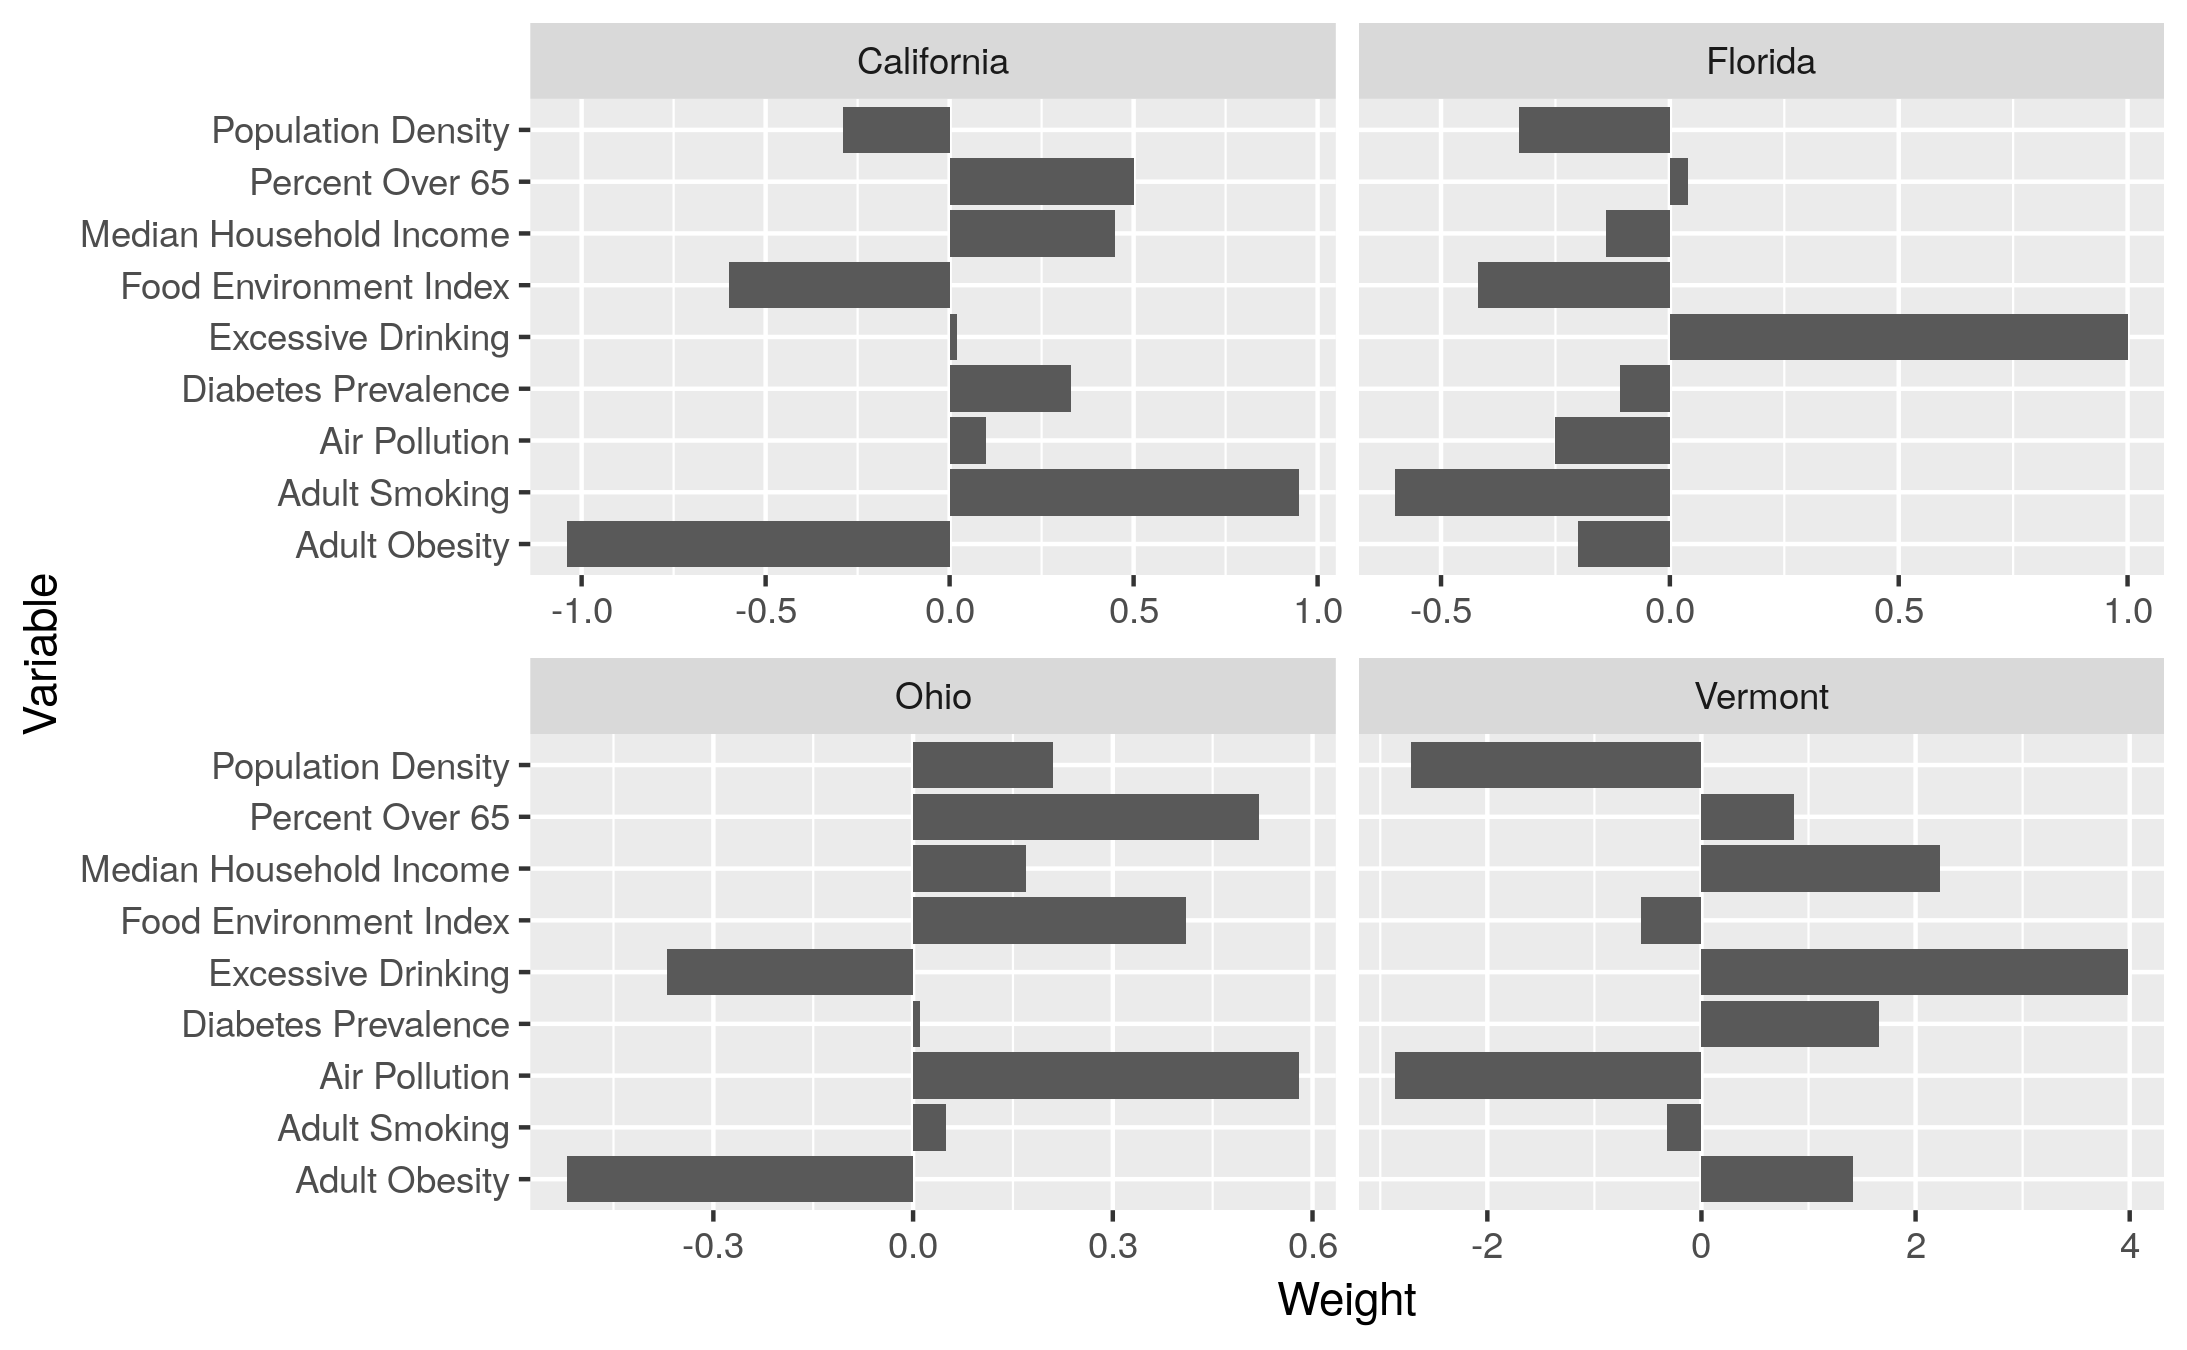 California
Florida
Population Density
Percent Over 65
Median Household Income
Food Environment Index
Excessive Drinking
Diabetes Prevalence
Air Pollution
Adult Smoking
Adult Obesity
-1.0 -0.5 0.0 0.5 1.0
-0.5 0.0 0.5 1.0
Variable
Ohio
Vermont
Population Density
Percent Over 65
Median Household Income
Food Environment Index
Excessive Drinking
Diabetes Prevalence
Air Pollution
Adult Smoking
Adult Obesity
-0.3 0.0 0.3 0.6
-2 0 2 4
Weight